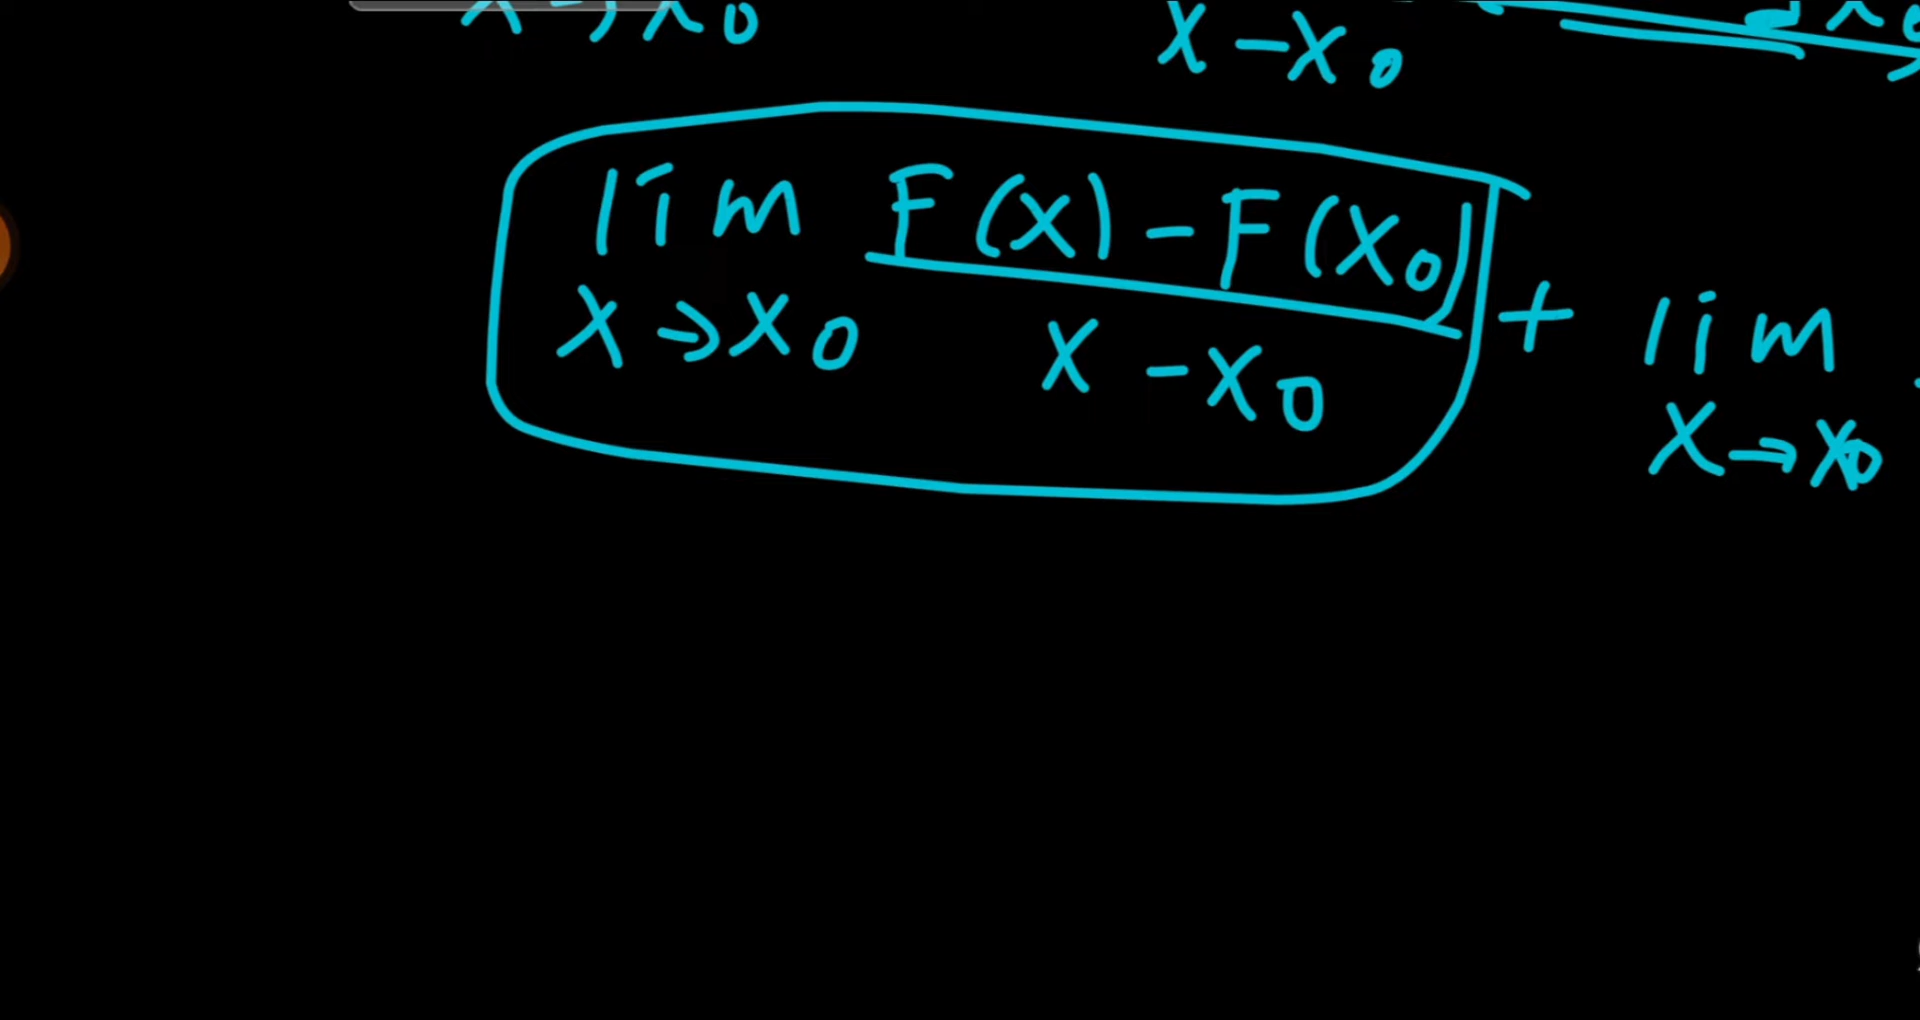 x → x₀ x - x₀
lim F(x) - F(x₀) + lim
x → x₀ x - x₀ x → x₀